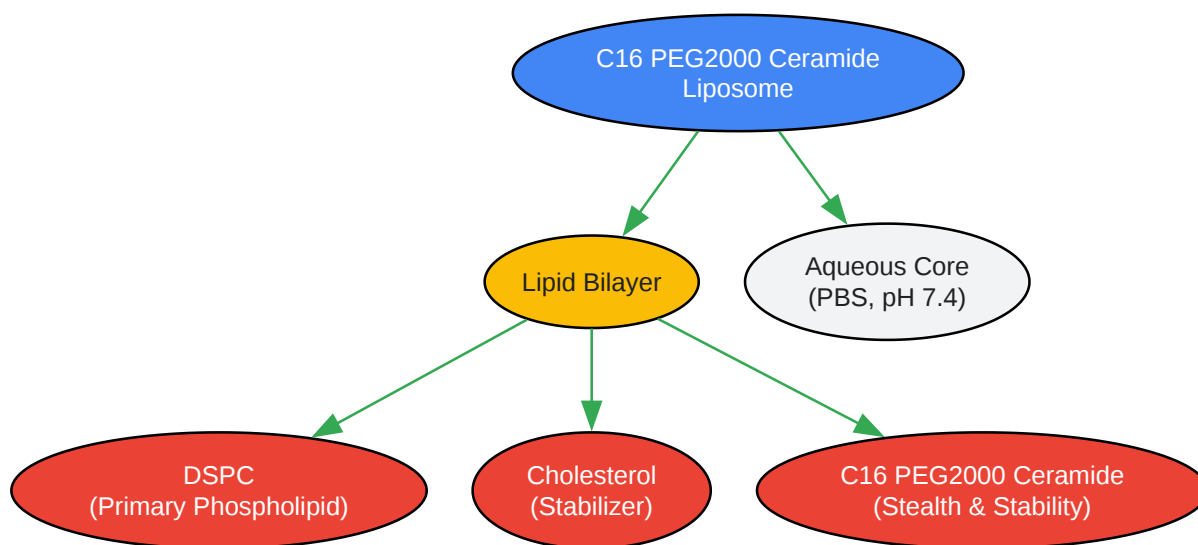 C16 PEG2000 Ceramide
Liposome
Lipid Bilayer
Aqueous Core
(PBS, pH 7.4)
DSPC
(Primary Phospholipid)
Cholesterol
(Stabilizer)
C16 PEG2000 Ceramide
(Stealth & Stability)